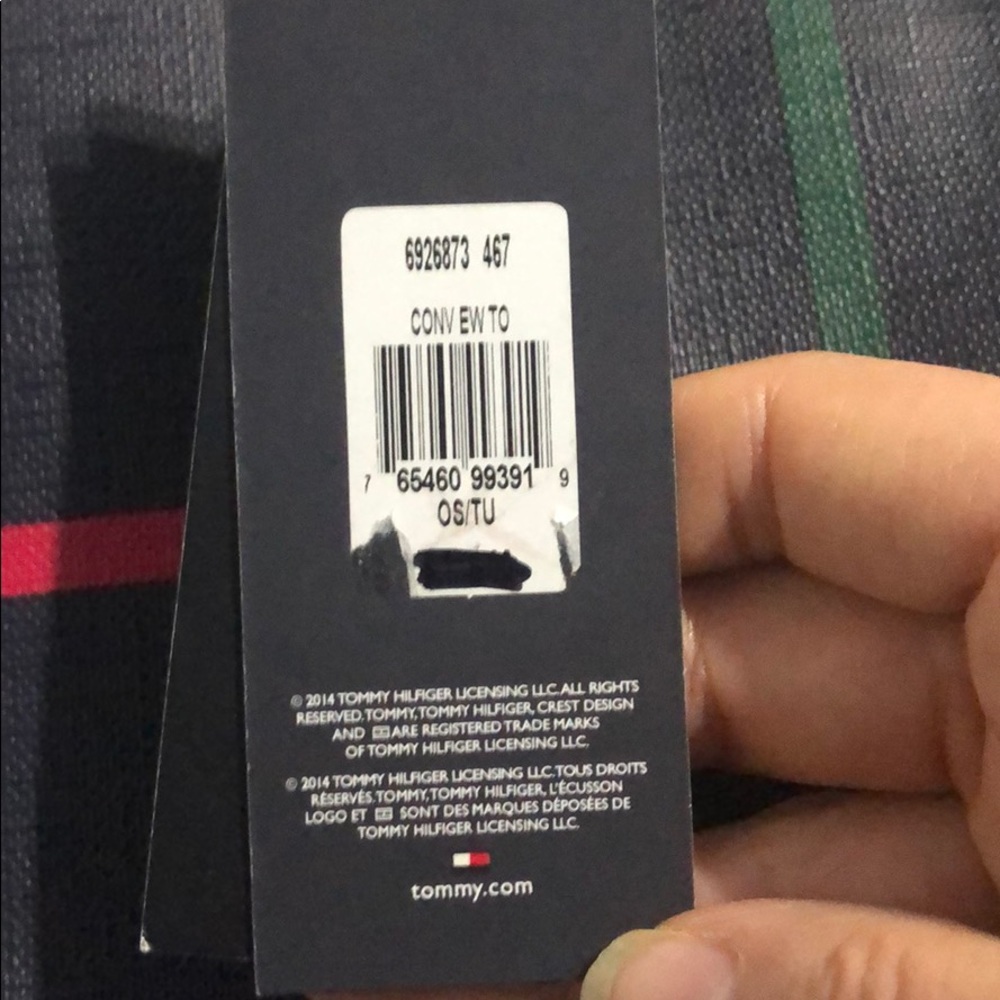 6926873 467
CONV EW TO
7 65460 99391 9
OS/TU
© 2014 TOMMY HILFIGER LICENSING LLC. ALL RIGHTS
RESERVED. TOMMY, TOMMY HILFIGER, CREST DESIGN
AND ARE REGISTERED TRADE MARKS
OF TOMMY HILFIGER LICENSING LLC.
© 2014 TOMMY HILFIGER LICENSING LLC. TOUS DROITS
RÉSERVÉS. TOMMY, TOMMY HILFIGER, L'ÉCUSSON
LOGO ET SONT DES MARQUES DÉPOSÉES DE
TOMMY HILFIGER LICENSING LLC.
tommy.com